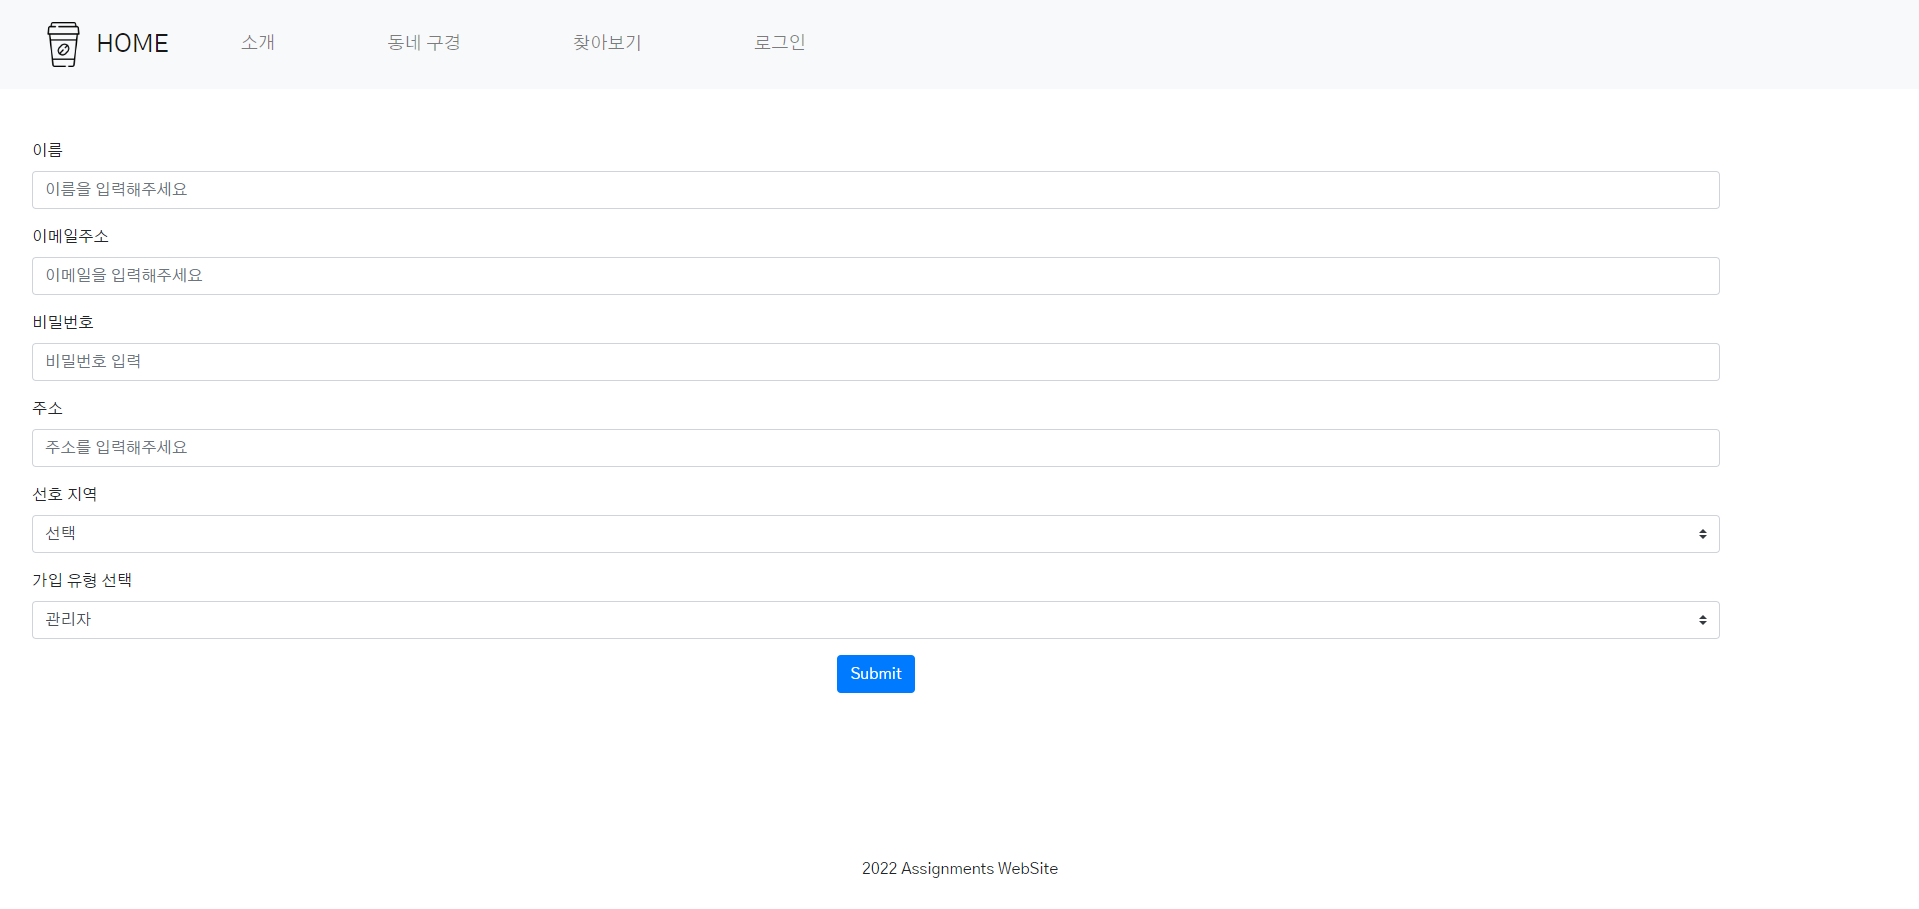 HOME 소개 동네 구경 찾아보기 로그인
이름
이름을 입력해주세요
이메일주소
이메일을 입력해주세요
비밀번호
비밀번호 입력
주소
주소를 입력해주세요
선호 지역
선택
가입 유형 선택
관리자
Submit
2022 Assignments WebSite